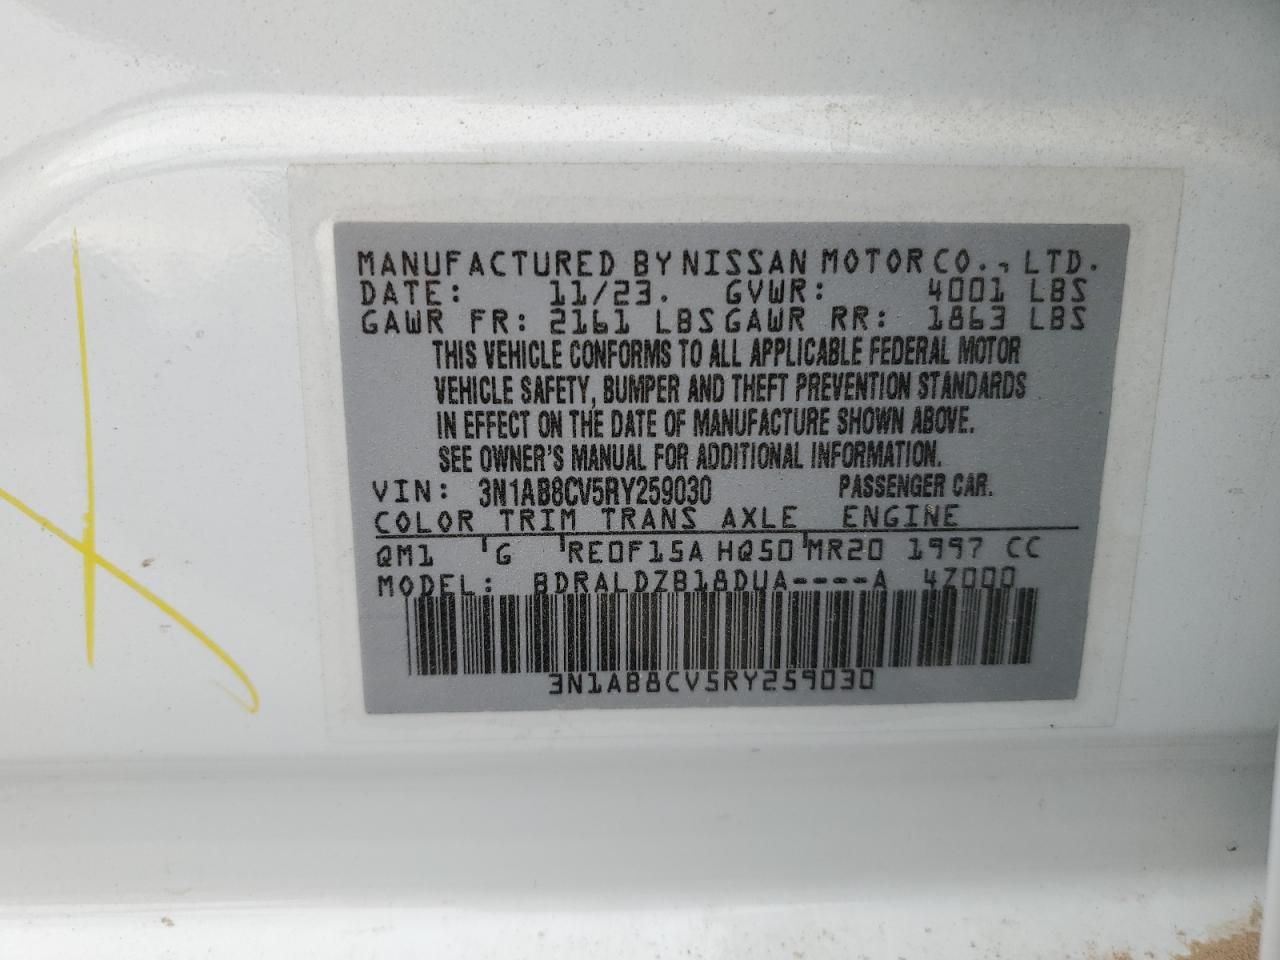 MANUFACTURED BY NISSAN MOTOR CO., LTD.
DATE: 11/23. GVWR: 4001 LBS
GAWR FR: 2161 LBS GAWR RR: 1863 LBS
THIS VEHICLE CONFORMS TO ALL APPLICABLE FEDERAL MOTOR
VEHICLE SAFETY, BUMPER AND THEFT PREVENTION STANDARDS
IN EFFECT ON THE DATE OF MANUFACTURE SHOWN ABOVE.
SEE OWNER'S MANUAL FOR ADDITIONAL INFORMATION.
VIN: 3N1AB8CV5RY259030 PASSENGER CAR.
COLOR TRIM TRANS AXLE ENGINE
QM1 G RE0F15A HQ50 MR20 1997 CC
MODEL: BDRALDZB18DUA----A 4Z000
3N1AB8CV5RY259030